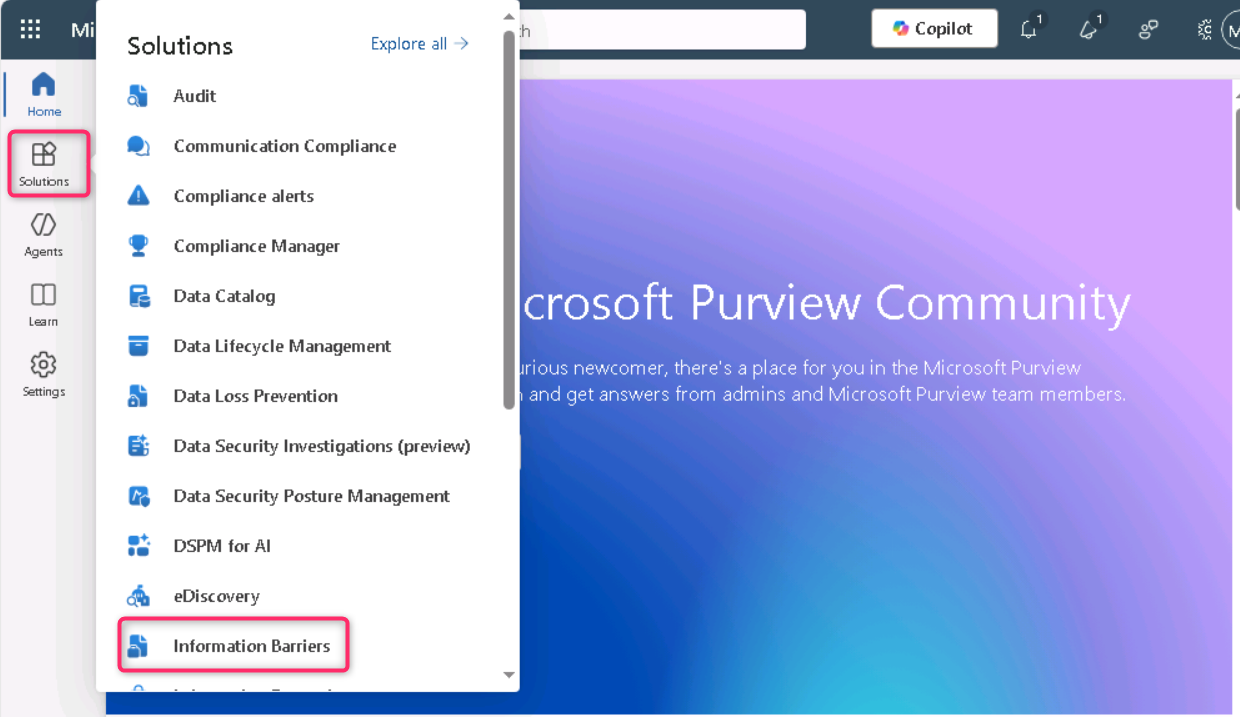 Mi
Solutions
Explore all →
Copilot
1
1
Home
Solutions
Agents
Learn
Settings
Audit
Communication Compliance
Compliance alerts
Compliance Manager
Data Catalog
Data Lifecycle Management
Data Loss Prevention
Data Security Investigations (preview)
Data Security Posture Management
DSPM for AI
eDiscovery
Information Barriers
crosoft Purview Community
urious newcomer, there's a place for you in the Microsoft Purview
and get answers from admins and Microsoft Purview team members.